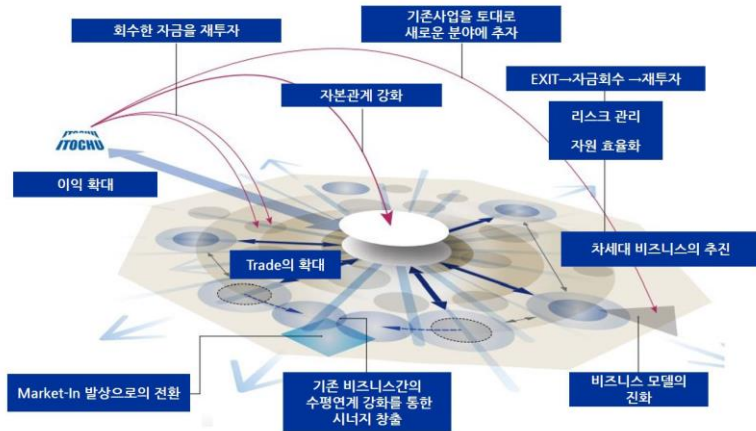 회수한 자금을 재투자
기존사업을 토대로
새로운 분야에 추자
EXIT→자금회수 →재투자
자본관계 강화
리스크 관리
자원 효율화
ITOCHU
ITOCHU
이익 확대
Trade의 확대
차세대 비즈니스의 추진
Market-In 발상으로의 전환
기존 비즈니스간의
수평연계 강화를 통한
시너지 창출
비즈니스 모델의
진화